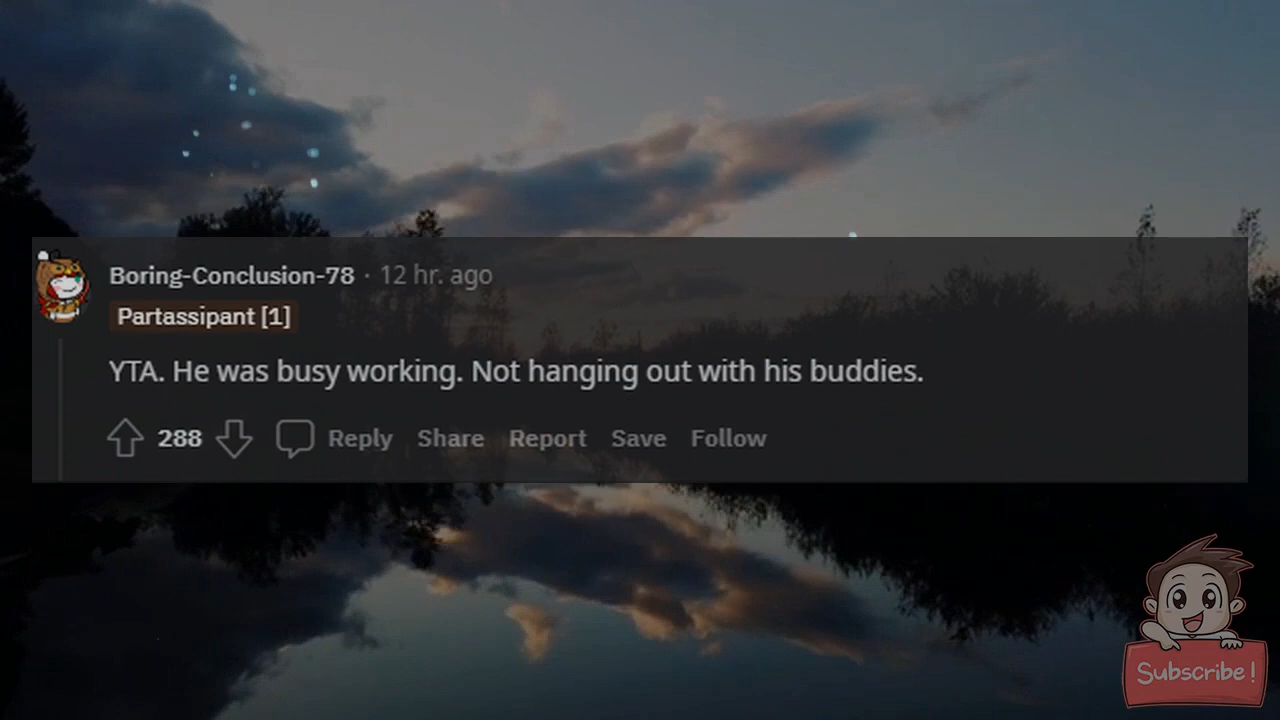 Boring-Conclusion-78 · 12 hr. ago
Partassipant [1]
YTA. He was busy working. Not hanging out with his buddies.
288 Reply Share Report Save Follow
Subscribe!